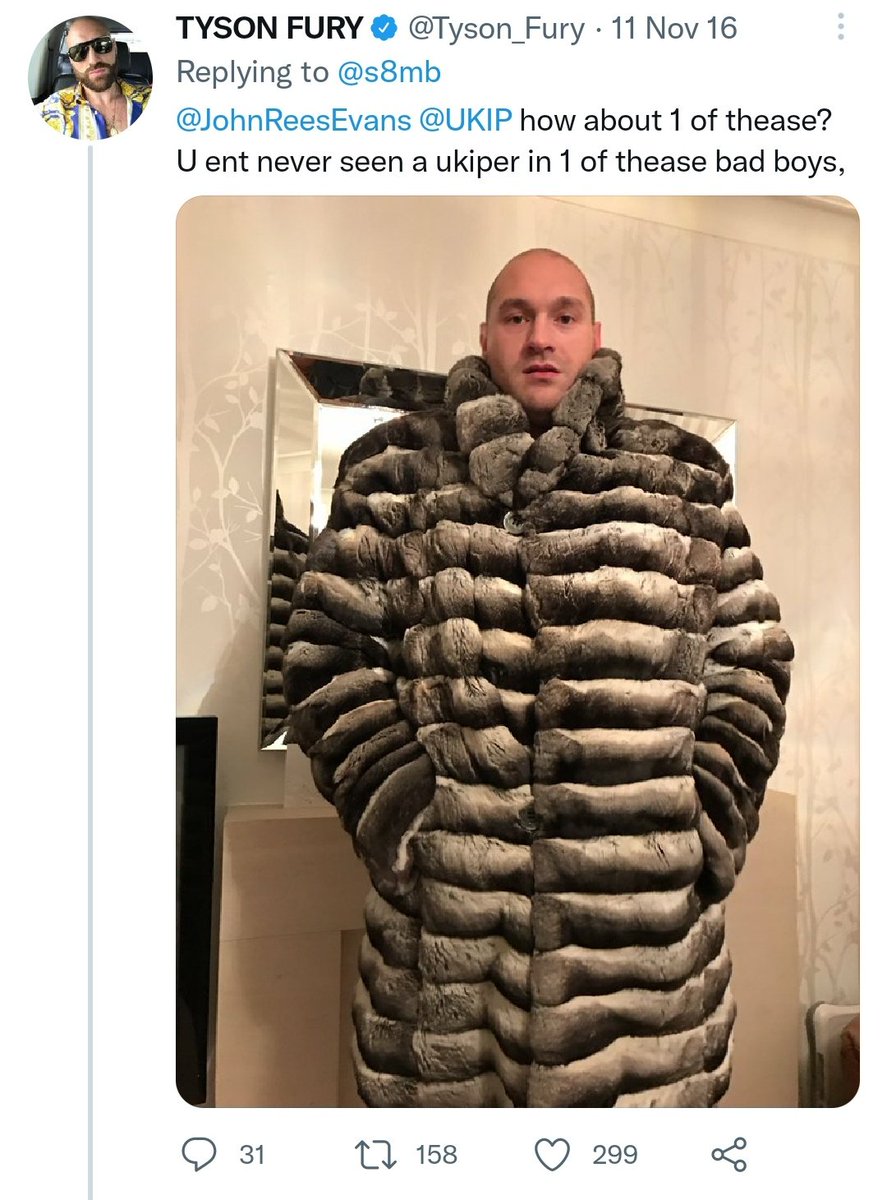 TYSON FURY @Tyson_Fury · 11 Nov 16
Replying to @s8mb
@JohnReesEvans @UKIP how about 1 of thease?
U ent never seen a ukiper in 1 of thease bad boys,
31 158 299